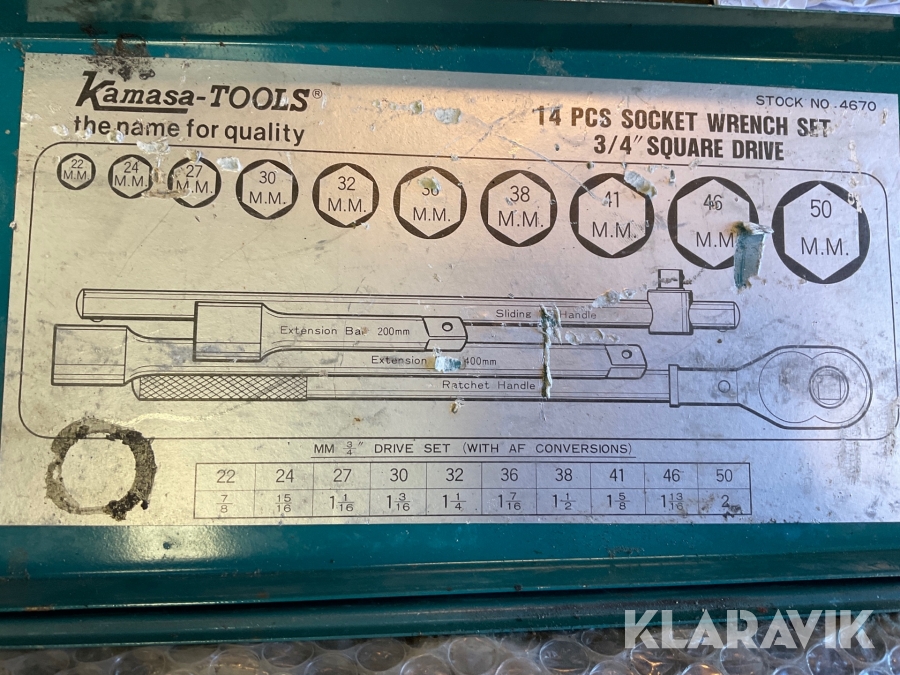 Kamasa-TOOLS®
the name for quality
STOCK NO. 4670
14 PCS SOCKET WRENCH SET
3/4" SQUARE DRIVE
22 M.M.
24 M.M.
27 M.M.
30 M.M.
32 M.M.
36 M.M.
38 M.M.
41 M.M.
46 M.M.
50 M.M.
Sliding Handle
Extension Bar 200mm
Extension 400mm
Ratchet Handle
MM 3/4" DRIVE SET (WITH AF CONVERSIONS)
22 24 27 30 32 36 38 41 46 50
7/8 15/16 1 1/16 1 3/16 1 1/4 1 7/16 1 1/2 1 5/8 1 13/16 2
KLARAVIK